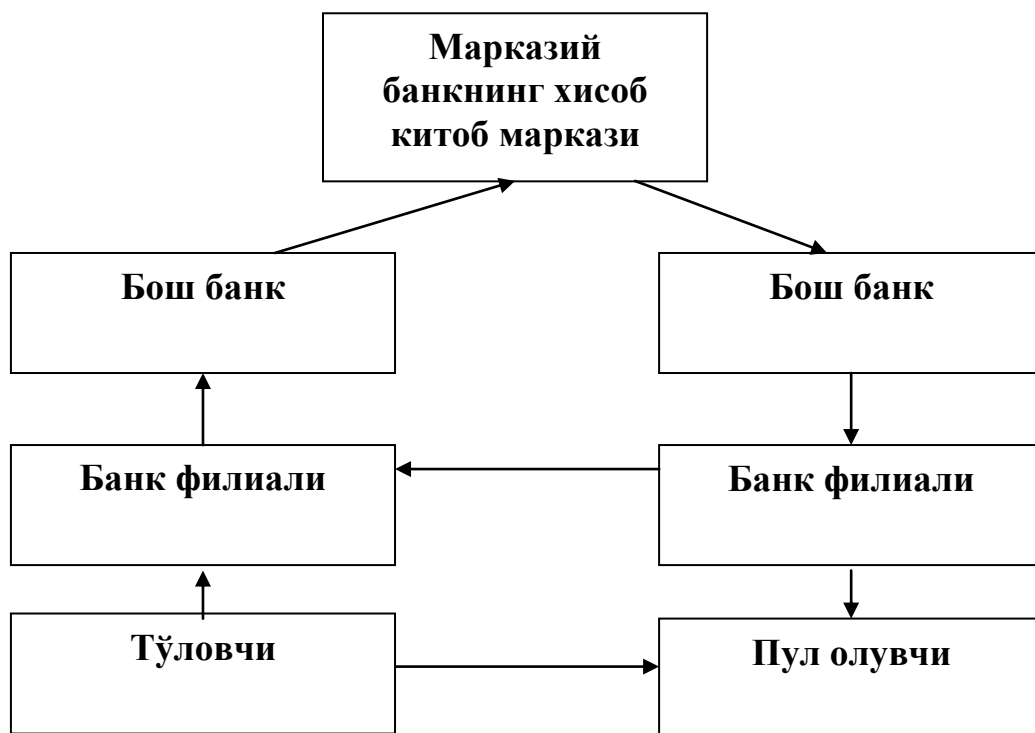 Марказий
банкнинг хисоб
китоб маркази
Бош банк
Бош банк
Банк филиали
Банк филиали
Тўловчи
Пул олувчи